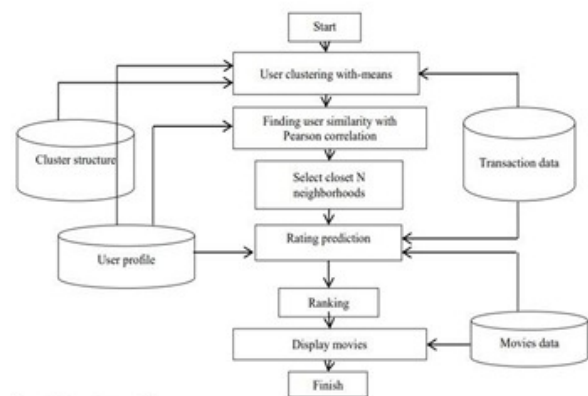 Start
User clustering with-means
Finding user similarity with
Pearson correlation
Cluster structure
Transaction data
Select closet N
neighborhoods
Rating prediction
User profile
Ranking
Display movies
Movies data
Finish